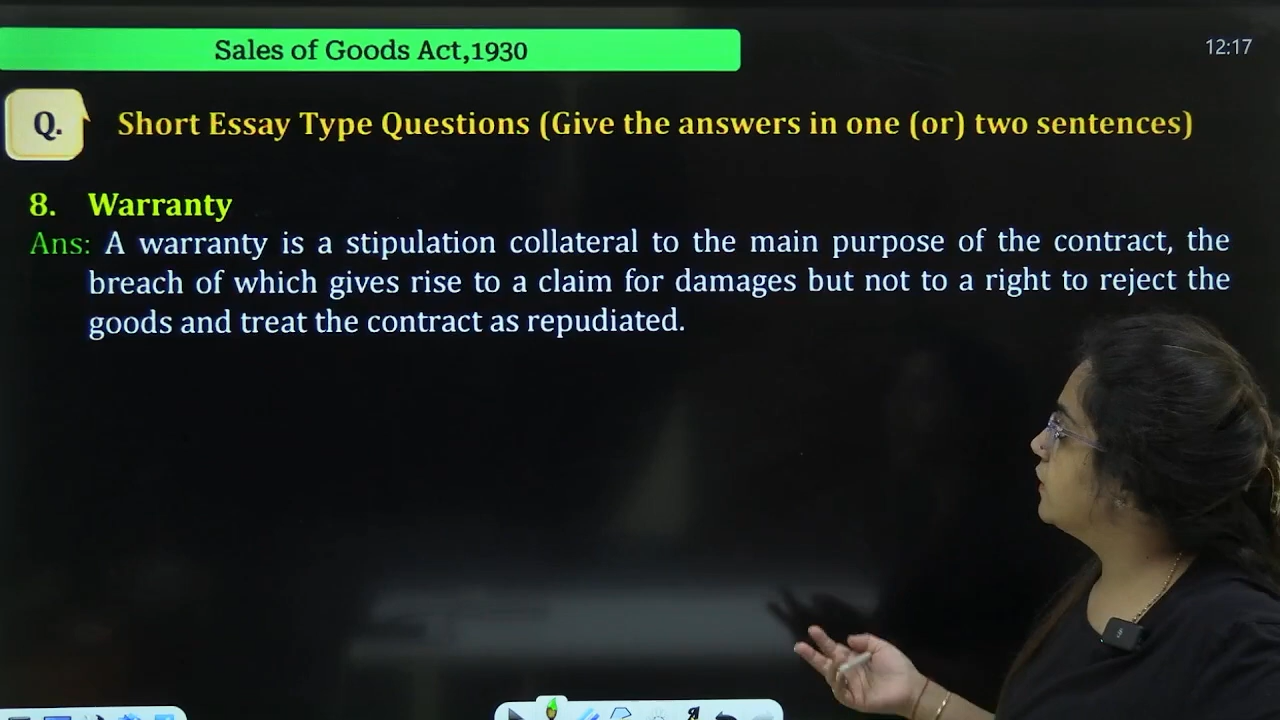 Sales of Goods Act,1930
12:17
Q.
Short Essay Type Questions (Give the answers in one (or) two sentences)
8. Warranty
Ans: A warranty is a stipulation collateral to the main purpose of the contract, the
breach of which gives rise to a claim for damages but not to a right to reject the
goods and treat the contract as repudiated.